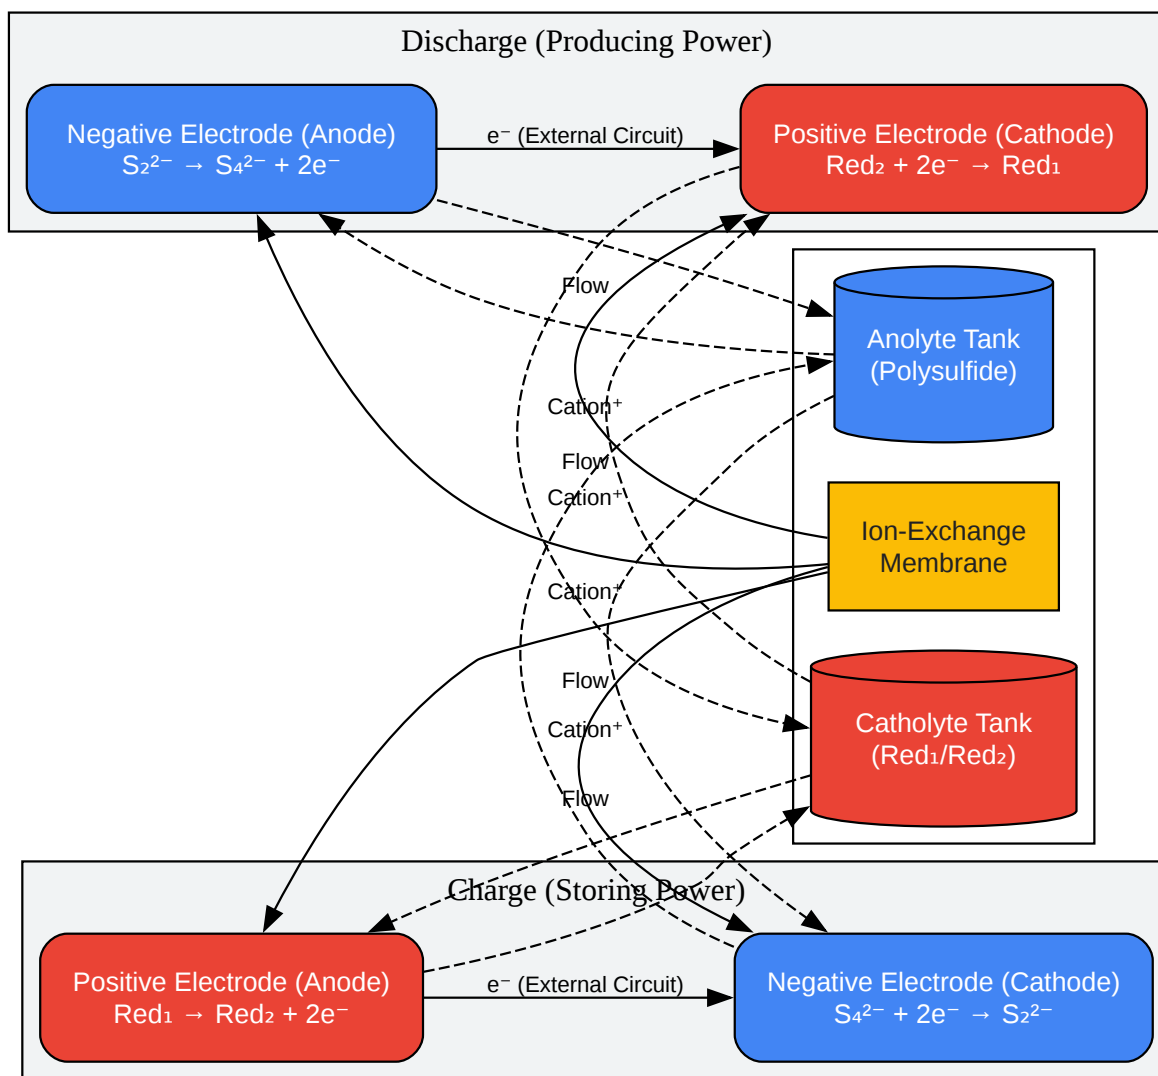 Discharge (Producing Power)
Negative Electrode (Anode)
S₂²⁻ → S₄²⁻ + 2e⁻
e⁻ (External Circuit)
Positive Electrode (Cathode)
Red₂ + 2e⁻ → Red₁
Flow
Anolyte Tank
(Polysulfide)
Cation⁺
Flow
Cation⁺
Ion-Exchange
Membrane
Cation⁺
Flow
Cation⁺
Catholyte Tank
(Red₁/Red₂)
Flow
Charge (Storing Power)
Positive Electrode (Anode)
Red₁ → Red₂ + 2e⁻
e⁻ (External Circuit)
Negative Electrode (Cathode)
S₄²⁻ + 2e⁻ → S₂²⁻